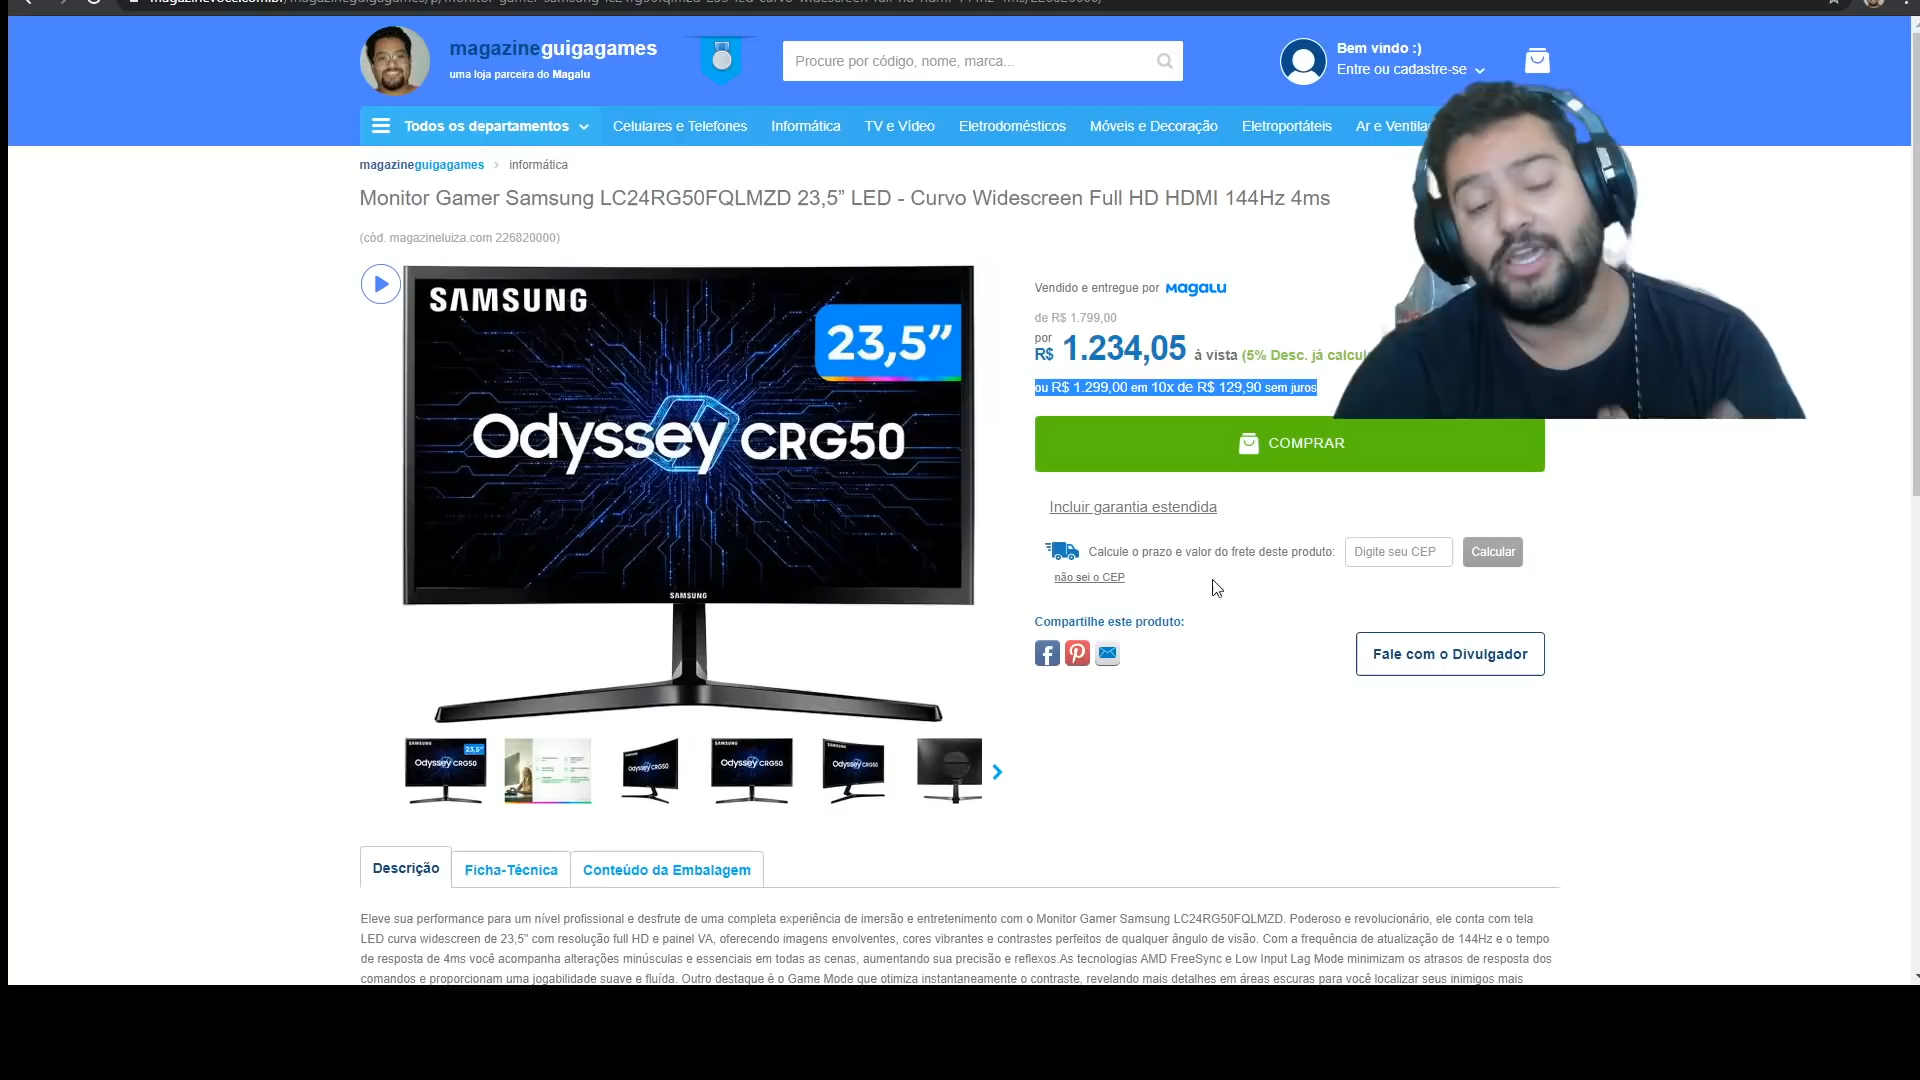 magazineguigagames
uma loja parceira do Magalu
Procure por código, nome, marca...
Bem vindo :)
Entre ou cadastre-se
Todos os departamentos
Celulares e Telefones
Informática
TV e Vídeo
Eletrodomésticos
Móveis e Decoração
Eletroportáteis
Ar e Ventila
magazineguigagames > informática
Monitor Gamer Samsung LC24RG50FQLMZD 23,5” LED - Curvo Widescreen Full HD HDMI 144Hz 4ms
(cód. magazineluiza.com 226820000)
SAMSUNG
23,5”
Odyssey CRG50
SAMSUNG
Vendido e entregue por Magalu
de R$ 1.799,00
por
R$ 1.234,05 à vista (5% Desc. já calcul
ou R$ 1.299,00 em 10x de R$ 129,90 sem juros
COMPRAR
Incluir garantia estendida
Calcule o prazo e valor do frete deste produto: Digite seu CEP Calcular
não sei o CEP
Compartilhe este produto:
Fale com o Divulgador
SAMSUNG 23,5”
Odyssey CRG50
Odyssey CRG50
SAMSUNG
Odyssey CRG50
Odyssey CRG50
Descrição
Ficha-Técnica
Conteúdo da Embalagem
Eleve sua performance para um nível profissional e desfrute de uma completa experiência de imersão e entretenimento com o Monitor Gamer Samsung LC24RG50FQLMZD. Poderoso e revolucionário, ele conta com tela
LED curva widescreen de 23,5" com resolução full HD e painel VA, oferecendo imagens envolventes, cores vibrantes e contrastes perfeitos de qualquer ângulo de visão. Com a frequência de atualização de 144Hz e o tempo
de resposta de 4ms você acompanha alterações minúsculas e essenciais em todas as cenas, aumentando sua precisão e reflexos.As tecnologias AMD FreeSync e Low Input Lag Mode minimizam os atrasos de resposta dos
comandos e proporcionam uma jogabilidade suave e fluída. Outro destaque é o Game Mode que otimiza instantaneamente o contraste, revelando mais detalhes em áreas escuras para você localizar seus inimigos mais